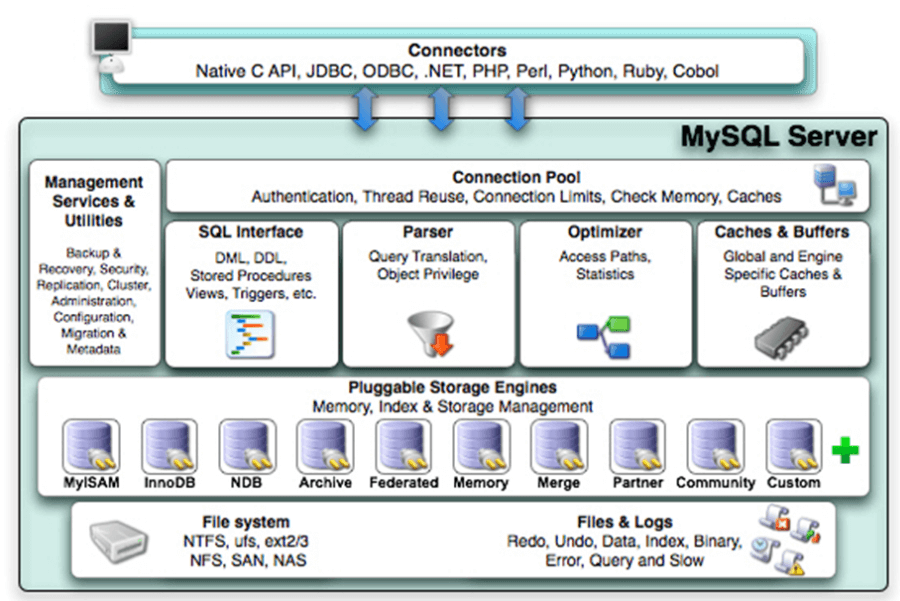 Connectors
Native C API, JDBC, ODBC, .NET, PHP, Perl, Python, Ruby, Cobol
MySQL Server
Management
Services &
Utilities
Backup &
Recovery, Security,
Replication, Cluster,
Administration,
Configuration,
Migration &
Metadata
Connection Pool
Authentication, Thread Reuse, Connection Limits, Check Memory, Caches
SQL Interface
DML, DDL,
Stored Procedures
Views, Triggers, etc.
Parser
Query Translation,
Object Privilege
Optimizer
Access Paths,
Statistics
Caches & Buffers
Global and Engine
Specific Caches &
Buffers
Pluggable Storage Engines
Memory, Index & Storage Management
MyISAM
InnoDB
NDB
Archive
Federated
Memory
Merge
Partner
Community
Custom
File system
NTFS, ufs, ext2/3
NFS, SAN, NAS
Files & Logs
Redo, Undo, Data, Index, Binary,
Error, Query and Slow